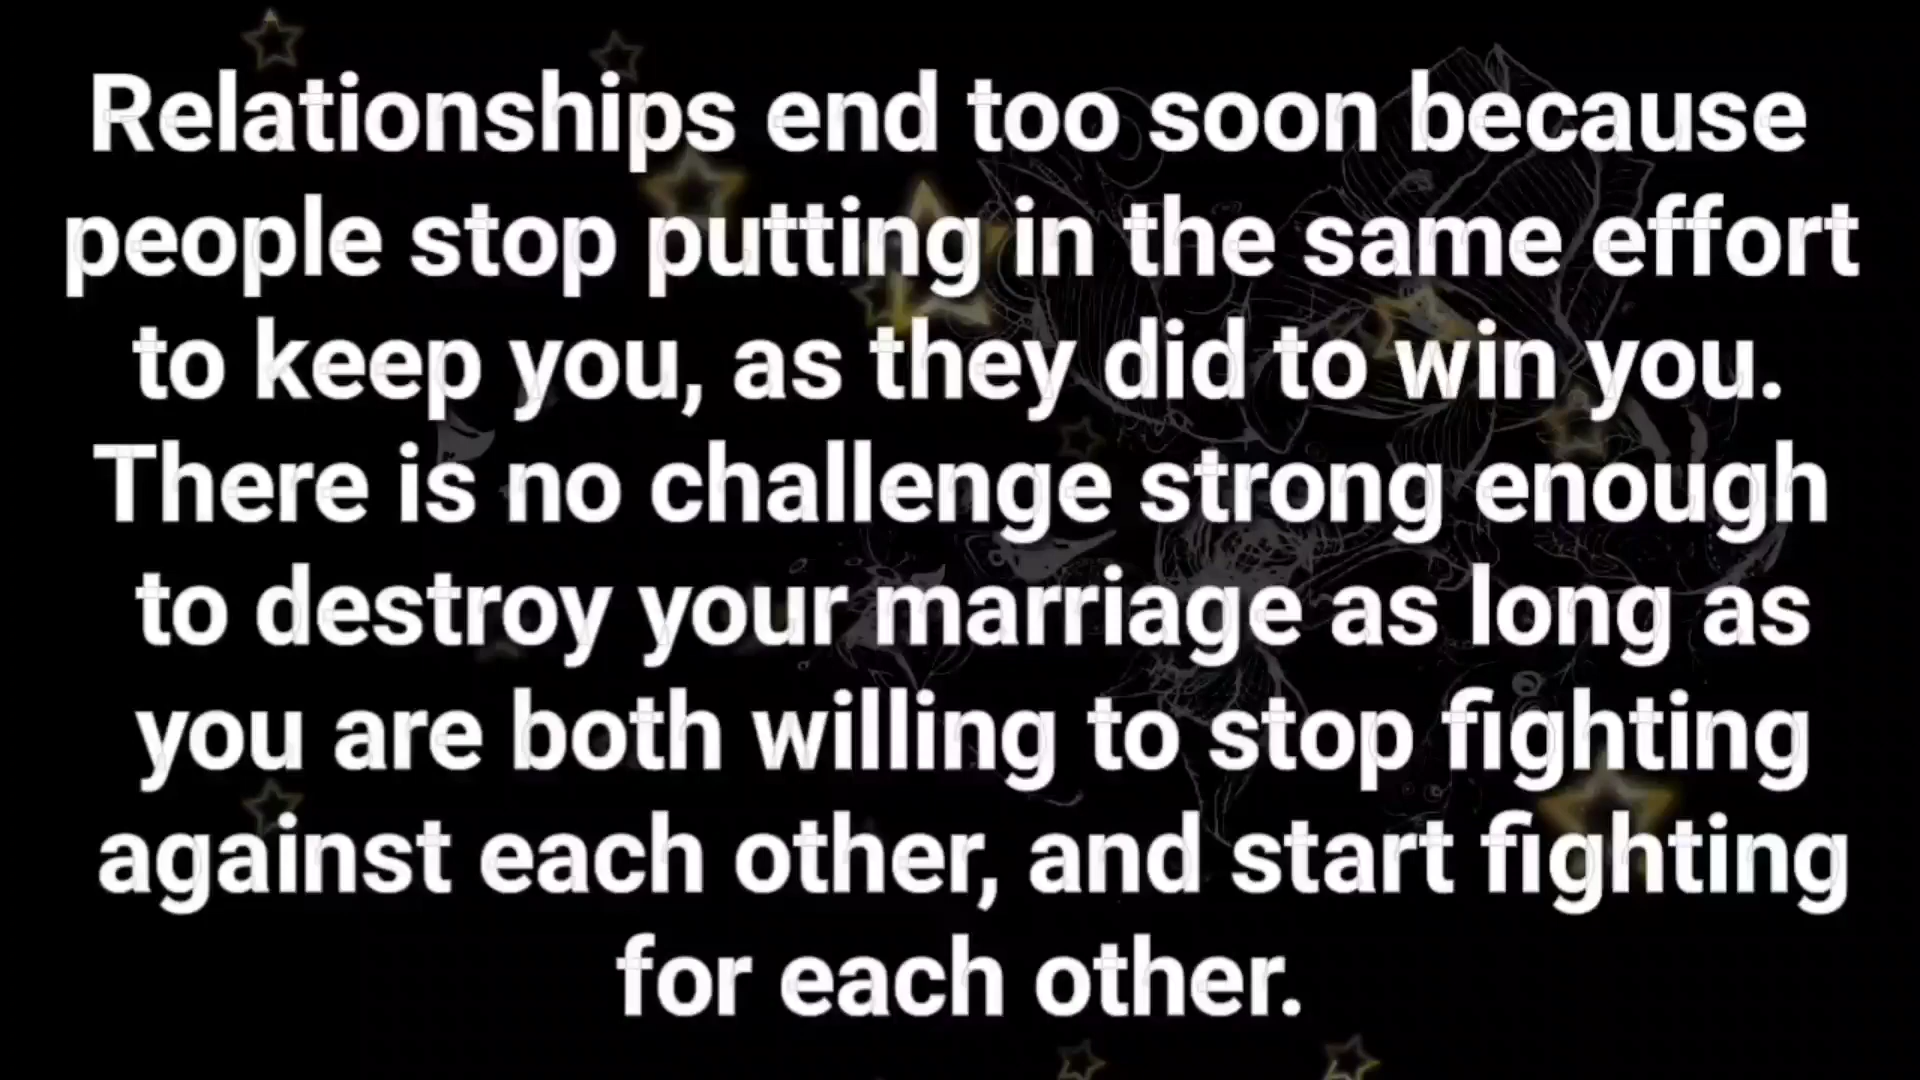 Relationships end too soon because
people stop putting in the same effort
to keep you, as they did to win you.
There is no challenge strong enough
to destroy your marriage as long as
you are both willing to stop fighting
against each other, and start fighting
for each other.